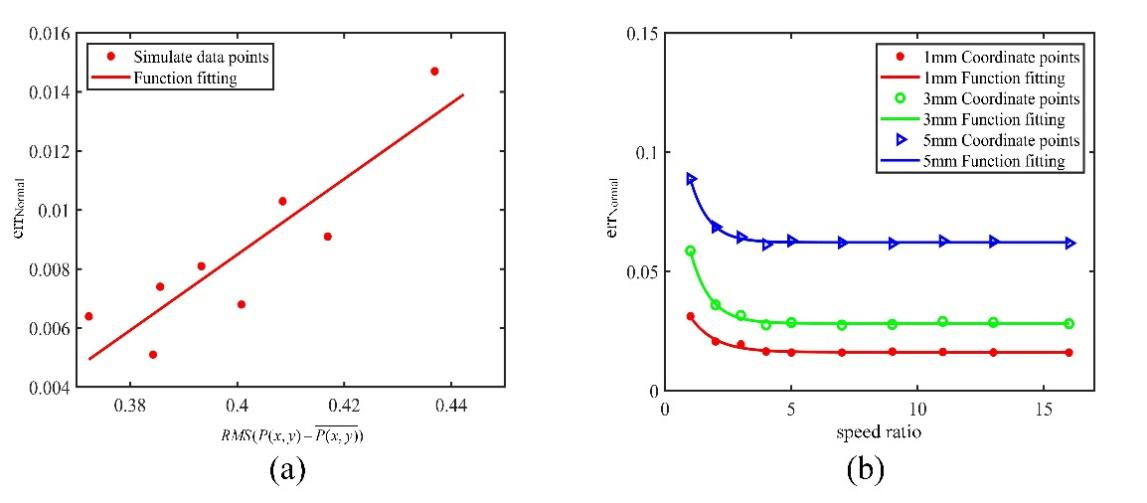 0.016
0.014
0.012
0.01
0.008
0.006
0.004
err_Normal
Simulate data points
Function fitting
0.38
0.4
0.42
0.44
RMS(P(x, y) – \overline{P(x, y)})
(a)
0.15
0.1
0.05
0
err_Normal
1mm Coordinate points
1mm Function fitting
3mm Coordinate points
3mm Function fitting
5mm Coordinate points
5mm Function fitting
0
5
10
15
speed ratio
(b)